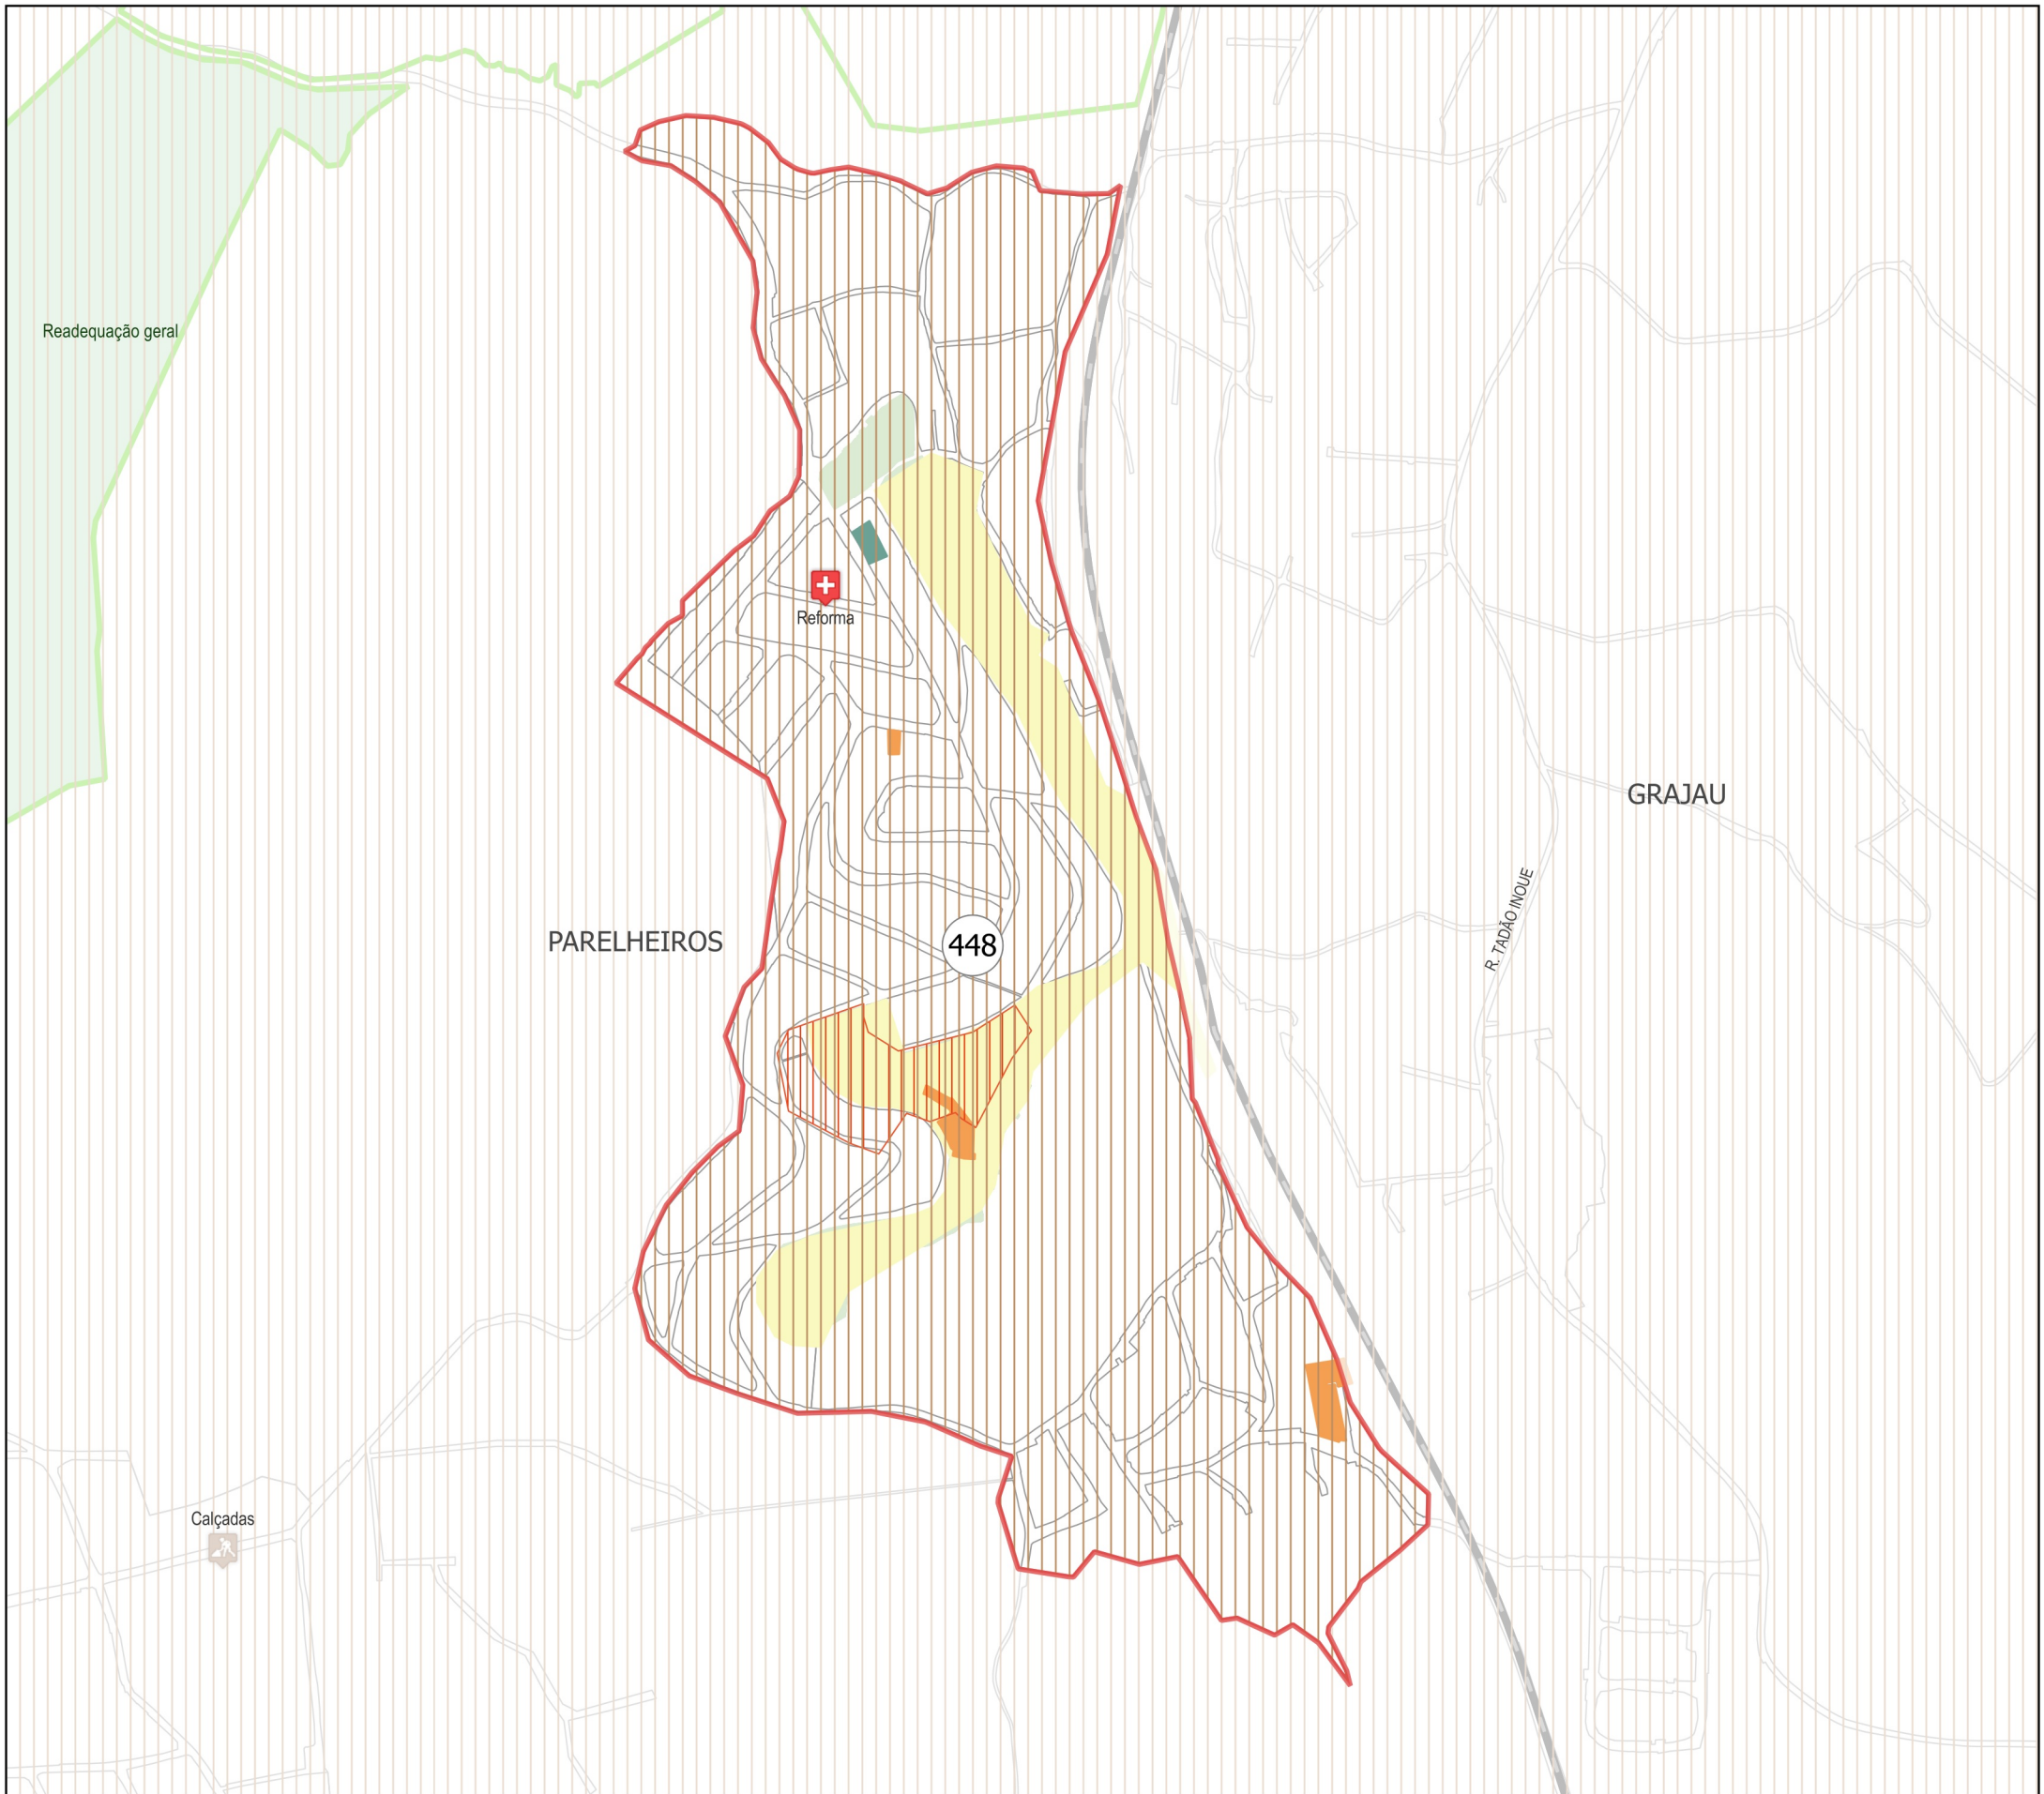 Readequação geral
Reforma
GRAJAU
R. TADÃO INOUE
PARELHEIROS
448
Calçadas